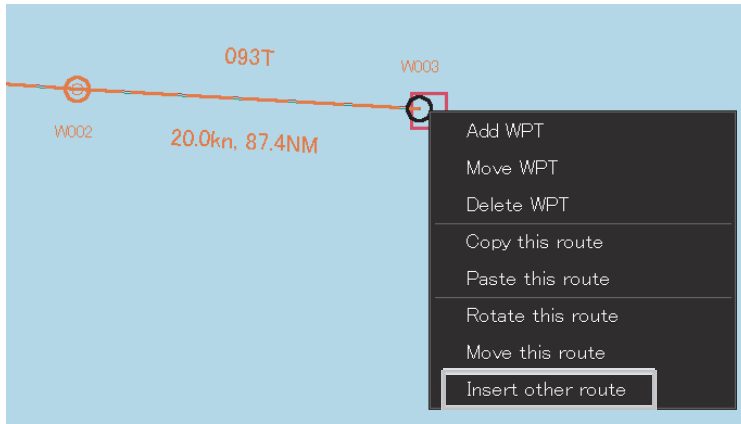 093T
W003
W002
20.0kn, 87.4NM
Add WPT
Move WPT
Delete WPT
Copy this route
Paste this route
Rotate this route
Move this route
Insert other route